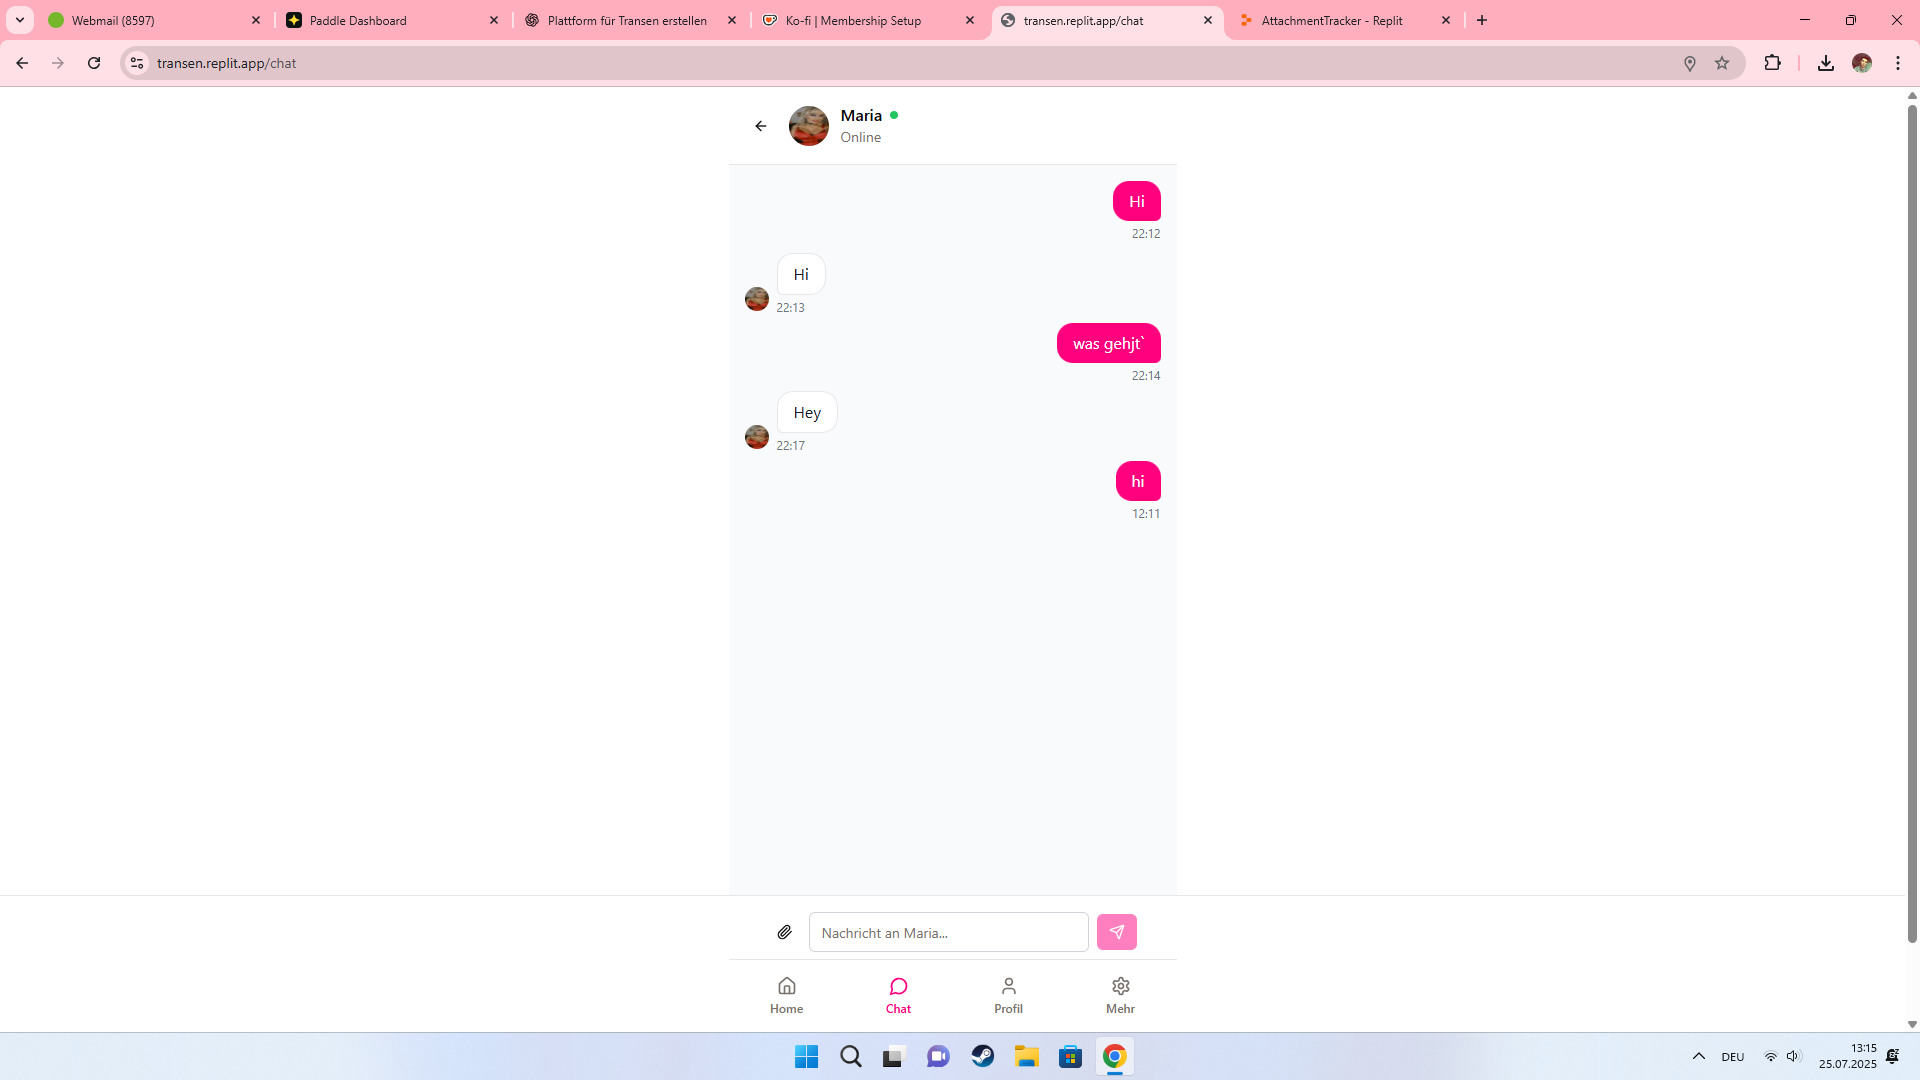 Webmail (8597)
Paddle Dashboard
Plattform für Transen erstellen
Ko-fi | Membership Setup
transen.replit.app/chat
AttachmentTracker - Replit
transen.replit.app/chat
Maria
Online
Hi
22:12
Hi
22:13
was gehjt`
22:14
Hey
22:17
hi
12:11
Nachricht an Maria...
Home
Chat
Profil
Mehr
DEU
13:15
25.07.2025